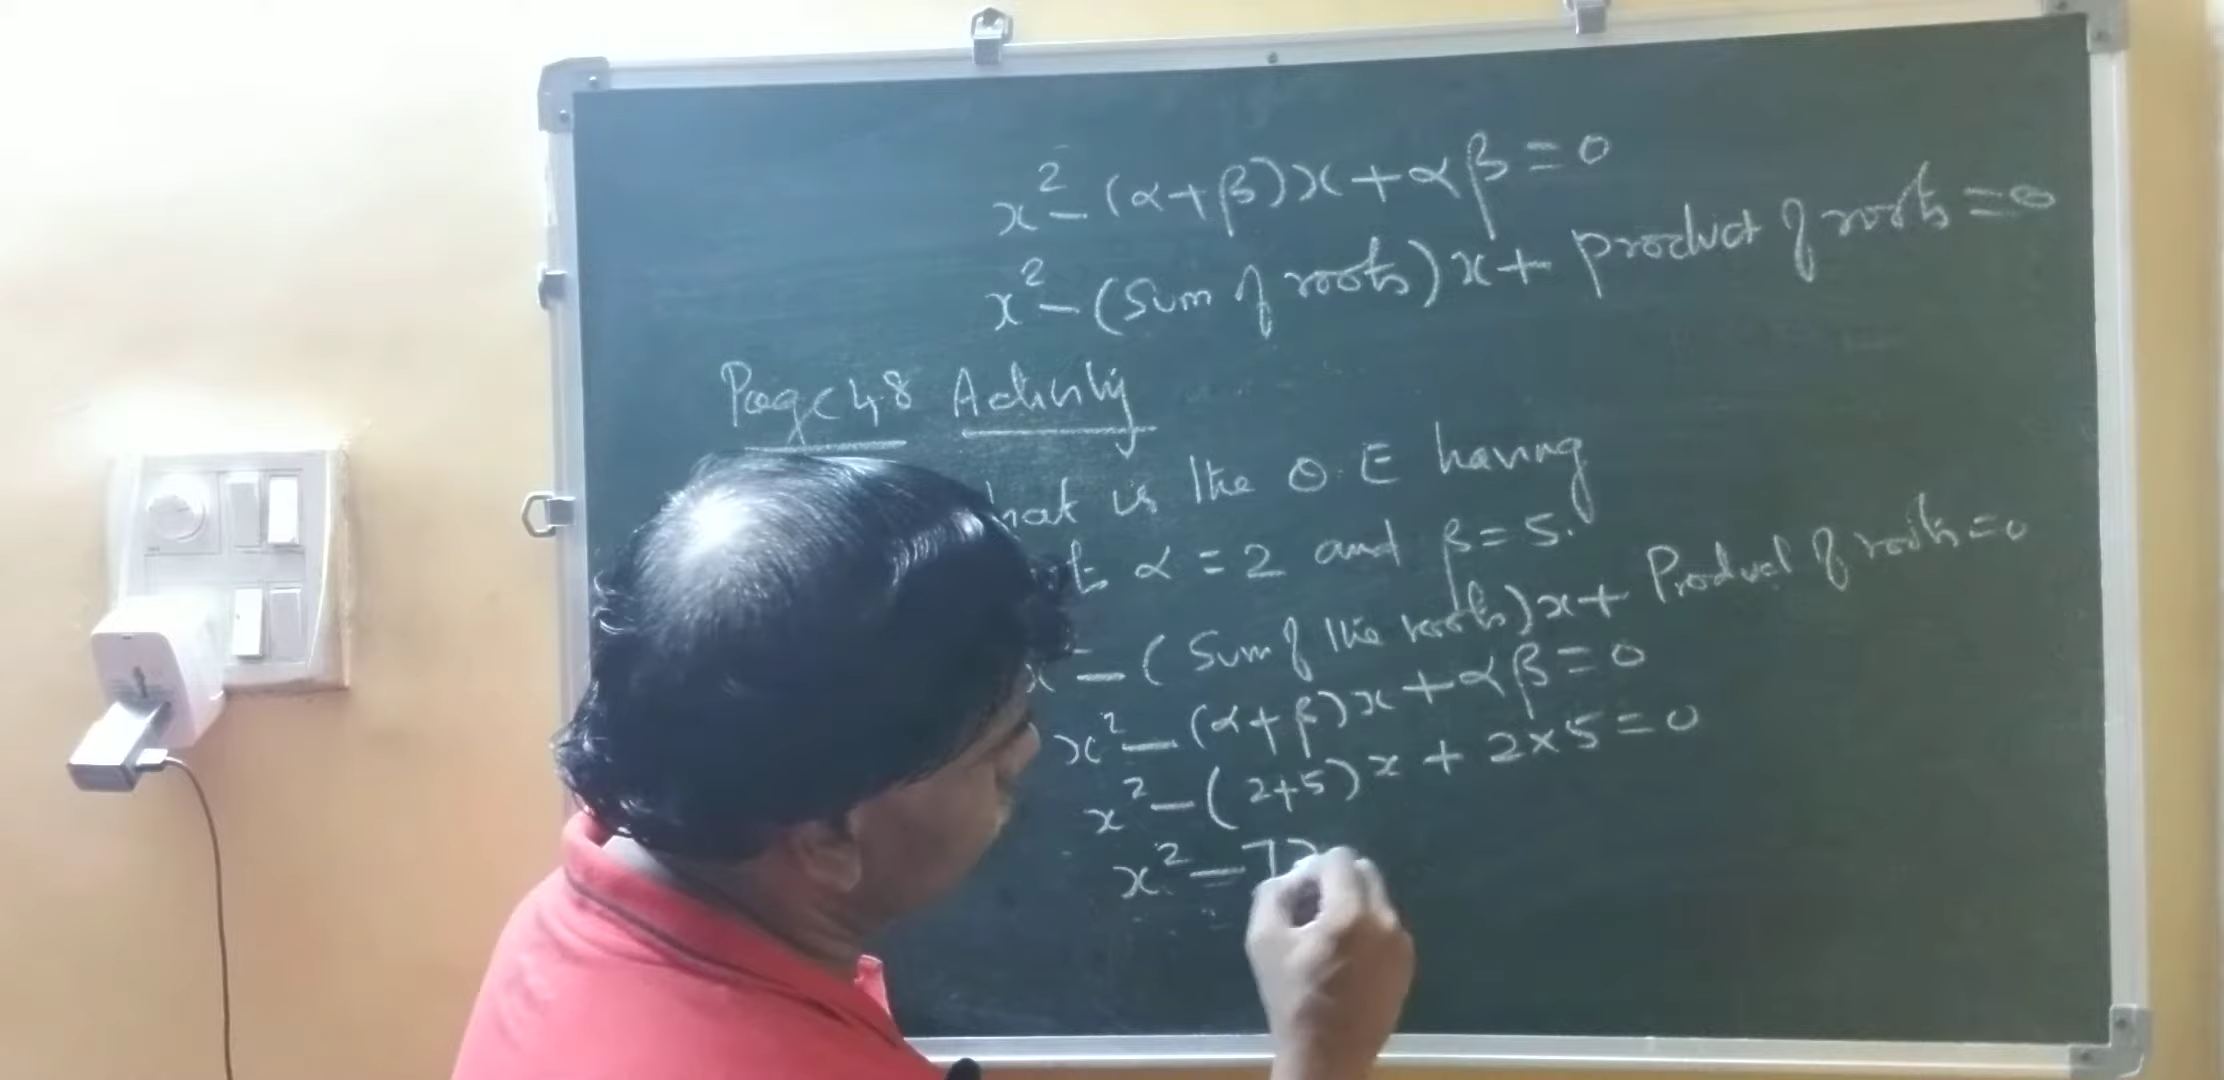 x² - (α+β)x + αβ = 0
x² - (Sum of roots)x + product of roots = 0
Page 48 Activity
hat is the Q.E having
α = 2 and β = 5.
x - (Sum of the roots)x + Product of roots = 0
x² - (α+β)x + αβ = 0
x² - (2+5)x + 2×5 = 0
x² - 7x